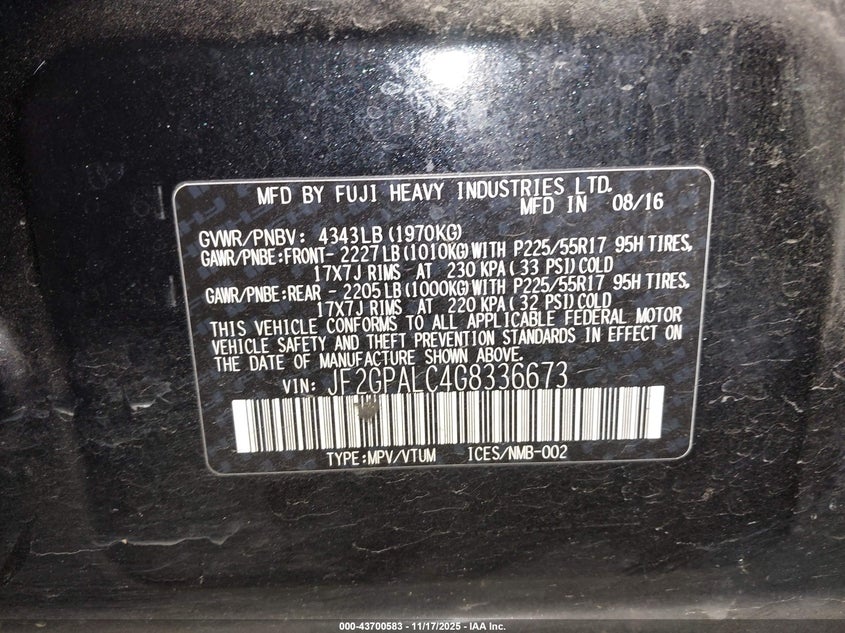 MFD BY FUJI HEAVY INDUSTRIES LTD.
MFD IN 08/16
GVWR/PNBV: 4343LB(1970KG)
GAWR/PNBE:FRONT- 2227LB(1010KG)WITH P225/55R17 95H TIRES,
17X7J RIMS AT 230 KPA(33 PSI)COLD
GAWR/PNBE:REAR - 2205LB(1000KG)WITH P225/55R17 95H TIRES,
17X7J RIMS AT 220 KPA(32 PSI)COLD
THIS VEHICLE CONFORMS TO ALL APPLICABLE FEDERAL MOTOR
VEHICLE SAFETY AND THEFT PREVENTION STANDARDS IN EFFECT ON
THE DATE OF MANUFACTURE SHOWN ABOVE.
VIN: JF2GPALC4G8336673
TYPE:MPV/VTUM ICES/NMB-002
000-43700583 - 11/17/2025 - IAA Inc.